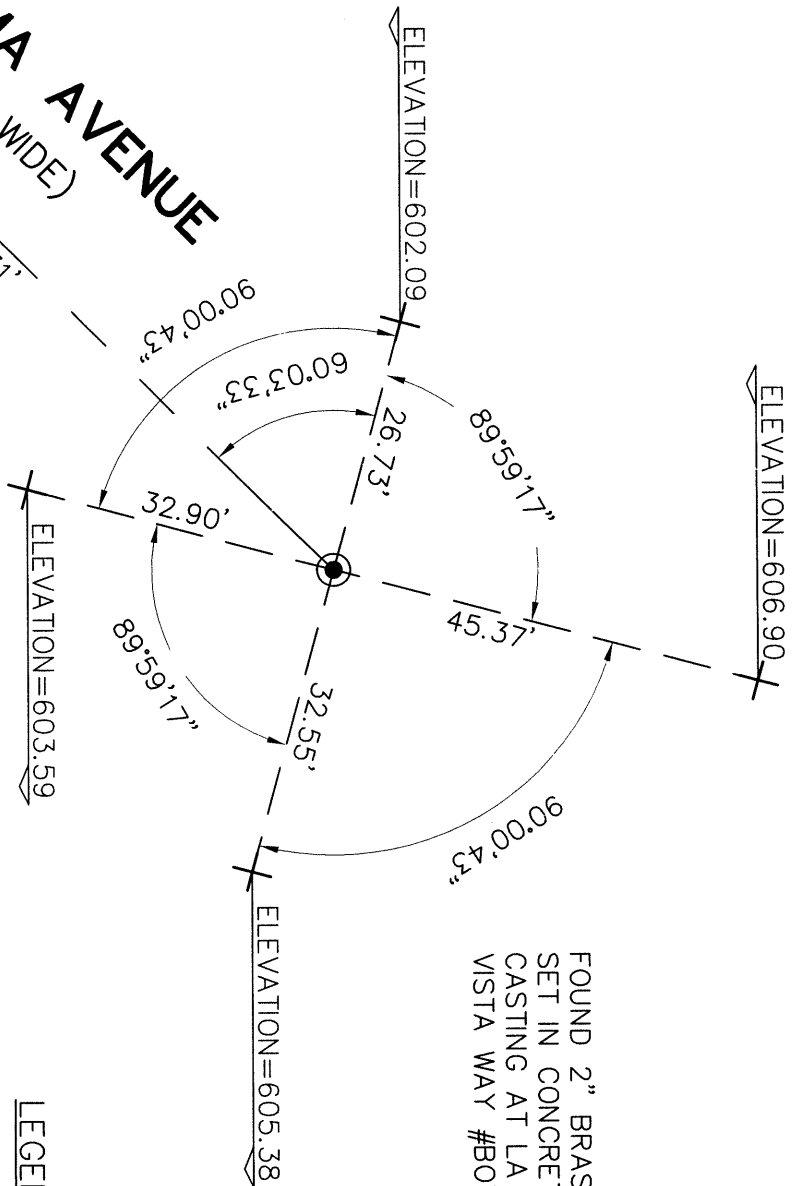 AVENUE
WIDE)
ELEVATION=602.09
ELEVATION=606.90
90°00'43"
60°03'33"
26.73'
89°59'17"
32.90'
45.37'
89°59'17"
32.55'
90°00'43"
ELEVATION=603.59
ELEVATION=605.38
FOUND 2" BRAS
SET IN CONCRET
CASTING AT LA
VISTA WAY #BO
LEGE